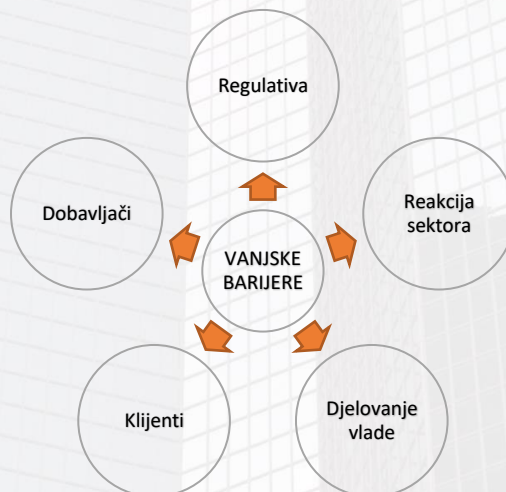 Regulativa
Dobavljači
Reakcija
sektora
VANJSKE
BARIJERE
Klijenti
Djelovanje
vlade